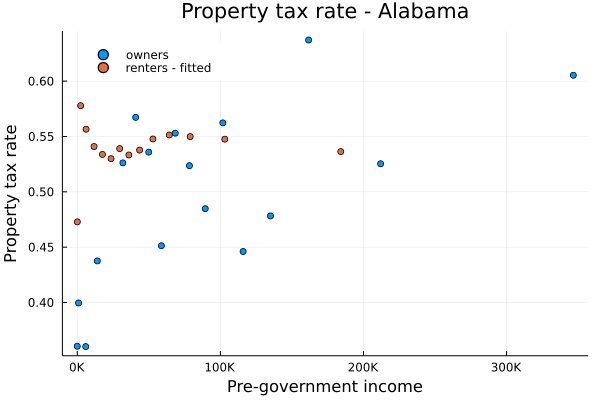 Property tax rate - Alabama
owners
renters - fitted
Property tax rate
0.60
0.55
0.50
0.45
0.40
0K
100K
200K
300K
Pre-government income